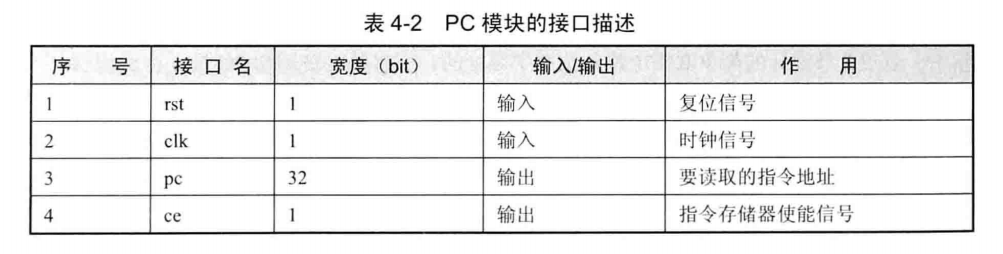 表 4-2 PC 模块的接口描述
序 号 接 口 名 宽度（bit） 输入/输出 作 用
1 rst 1 输入 复位信号
2 clk 1 输入 时钟信号
3 pc 32 输出 要读取的指令地址
4 ce 1 输出 指令存储器使能信号